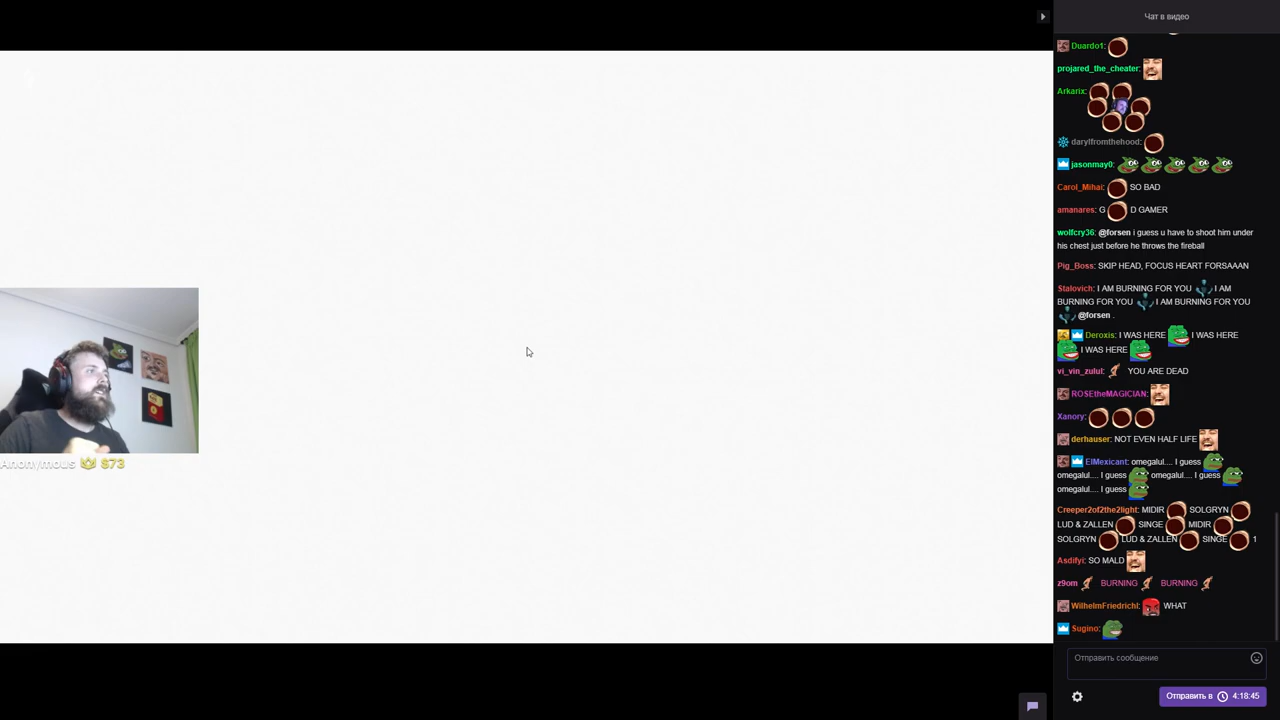 Чат в видео
Duardo1:
projared_the_cheater:
Arkarix:
darylfromthehood:
jasonmay0:
Carol_Mihai: SO BAD
amanares: G D GAMER
wolfcry36: @forsen i guess u have to shoot him under
his chest just before he throws the fireball
Pig_Boss: SKIP HEAD, FOCUS HEART FORSAAAN
Stalovich: I AM BURNING FOR YOU I AM
BURNING FOR YOU I AM BURNING FOR YOU
@forsen .
Deroxis: I WAS HERE I WAS HERE
I WAS HERE
vi_vin_zulul: YOU ARE DEAD
ROSEtheMAGICIAN:
Xanory:
derhauser: NOT EVEN HALF LIFE
ElMexicant: omegalul.... I guess
omegalul.... I guess omegalul.... I guess
omegalul.... I guess
Creeper2of2the2light: MIDIR SOLGRYN
LUD & ZALLEN SINGE MIDIR
SOLGRYN LUD & ZALLEN SINGE 1
Asdifyi: SO MALD
z9om BURNING BURNING
WilhelmFriedrichI: WHAT
Sugino:
Anonymous $73
Отправить сообщение
Отправить в 4:18:45